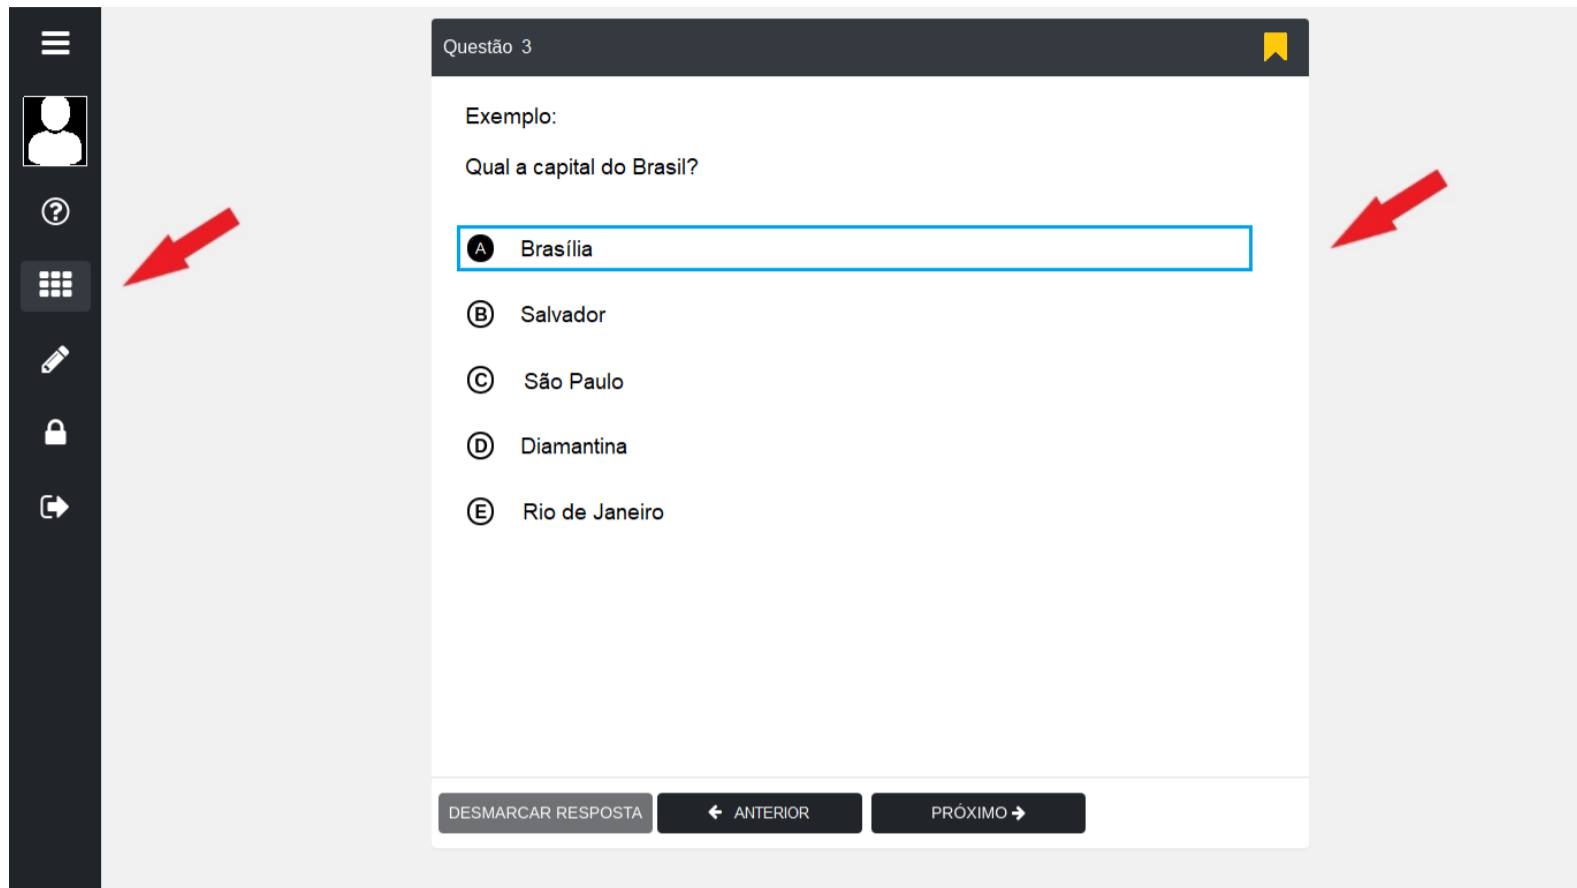 Questão 3
Exemplo:
Qual a capital do Brasil?
A Brasília
B Salvador
C São Paulo
D Diamantina
E Rio de Janeiro
DESMARCAR RESPOSTA
ANTERIOR
PRÓXIMO